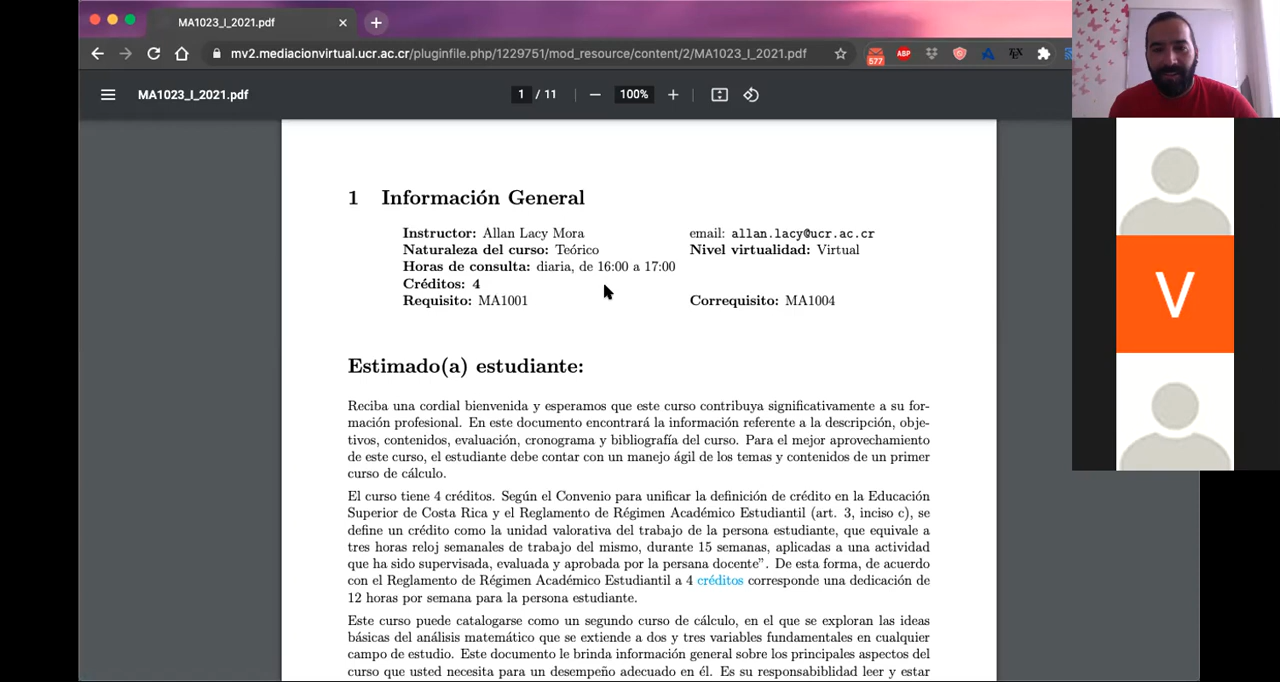 MA1023_I_2021.pdf
mv2.mediacionvirtual.ucr.ac.cr/pluginfile.php/1229751/mod_resource/content/2/MA1023_I_2021.pdf
577
ABP
TEX
MA1023_I_2021.pdf
1 / 11
100%
1 Información General
Instructor: Allan Lacy Mora email: allan.lacy@ucr.ac.cr
Naturaleza del curso: Teórico Nivel virtualidad: Virtual
Horas de consulta: diaria, de 16:00 a 17:00
Créditos: 4
Requisito: MA1001 Correquisito: MA1004
Estimado(a) estudiante:
Reciba una cordial bienvenida y esperamos que este curso contribuya significativamente a su for-
mación profesional. En este documento encontrará la información referente a la descripción, obje-
tivos, contenidos, evaluación, cronograma y bibliografía del curso. Para el mejor aprovechamiento
de este curso, el estudiante debe contar con un manejo ágil de los temas y contenidos de un primer
curso de cálculo.
El curso tiene 4 créditos. Según el Convenio para unificar la definición de crédito en la Educación
Superior de Costa Rica y el Reglamento de Régimen Académico Estudiantil (art. 3, inciso c), se
define un crédito como la unidad valorativa del trabajo de la persona estudiante, que equivale a
tres horas reloj semanales de trabajo del mismo, durante 15 semanas, aplicadas a una actividad
que ha sido supervisada, evaluada y aprobada por la persana docente”. De esta forma, de acuerdo
con el Reglamento de Régimen Académico Estudiantil a 4 créditos corresponde una dedicación de
12 horas por semana para la persona estudiante.
Este curso puede catalogarse como un segundo curso de cálculo, en el que se exploran las ideas
básicas del análisis matemático que se extiende a dos y tres variables fundamentales en cualquier
campo de estudio. Este documento le brinda información general sobre los principales aspectos del
curso que usted necesita para un desempeño adecuado en él. Es su responsabiblidad leer y estar
V